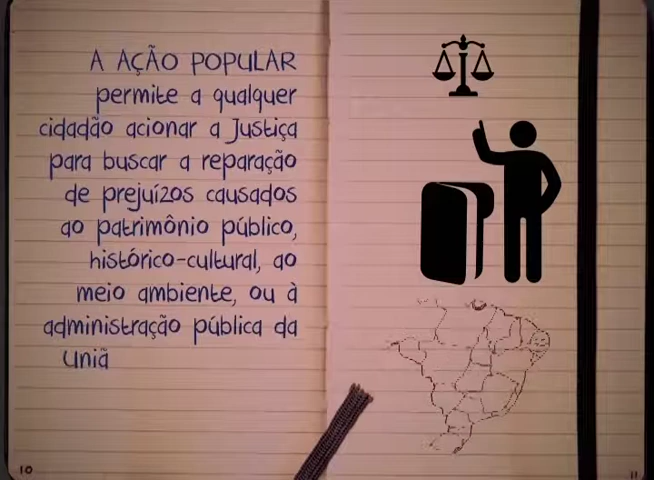 A AÇÃO POPULAR
permite a qualquer
cidadão acionar a Justiça
para buscar a reparação
de prejuízos causados
ao patrimônio público,
histórico-cultural, ao
meio ambiente, ou à
administração pública da
Uniã
10
11